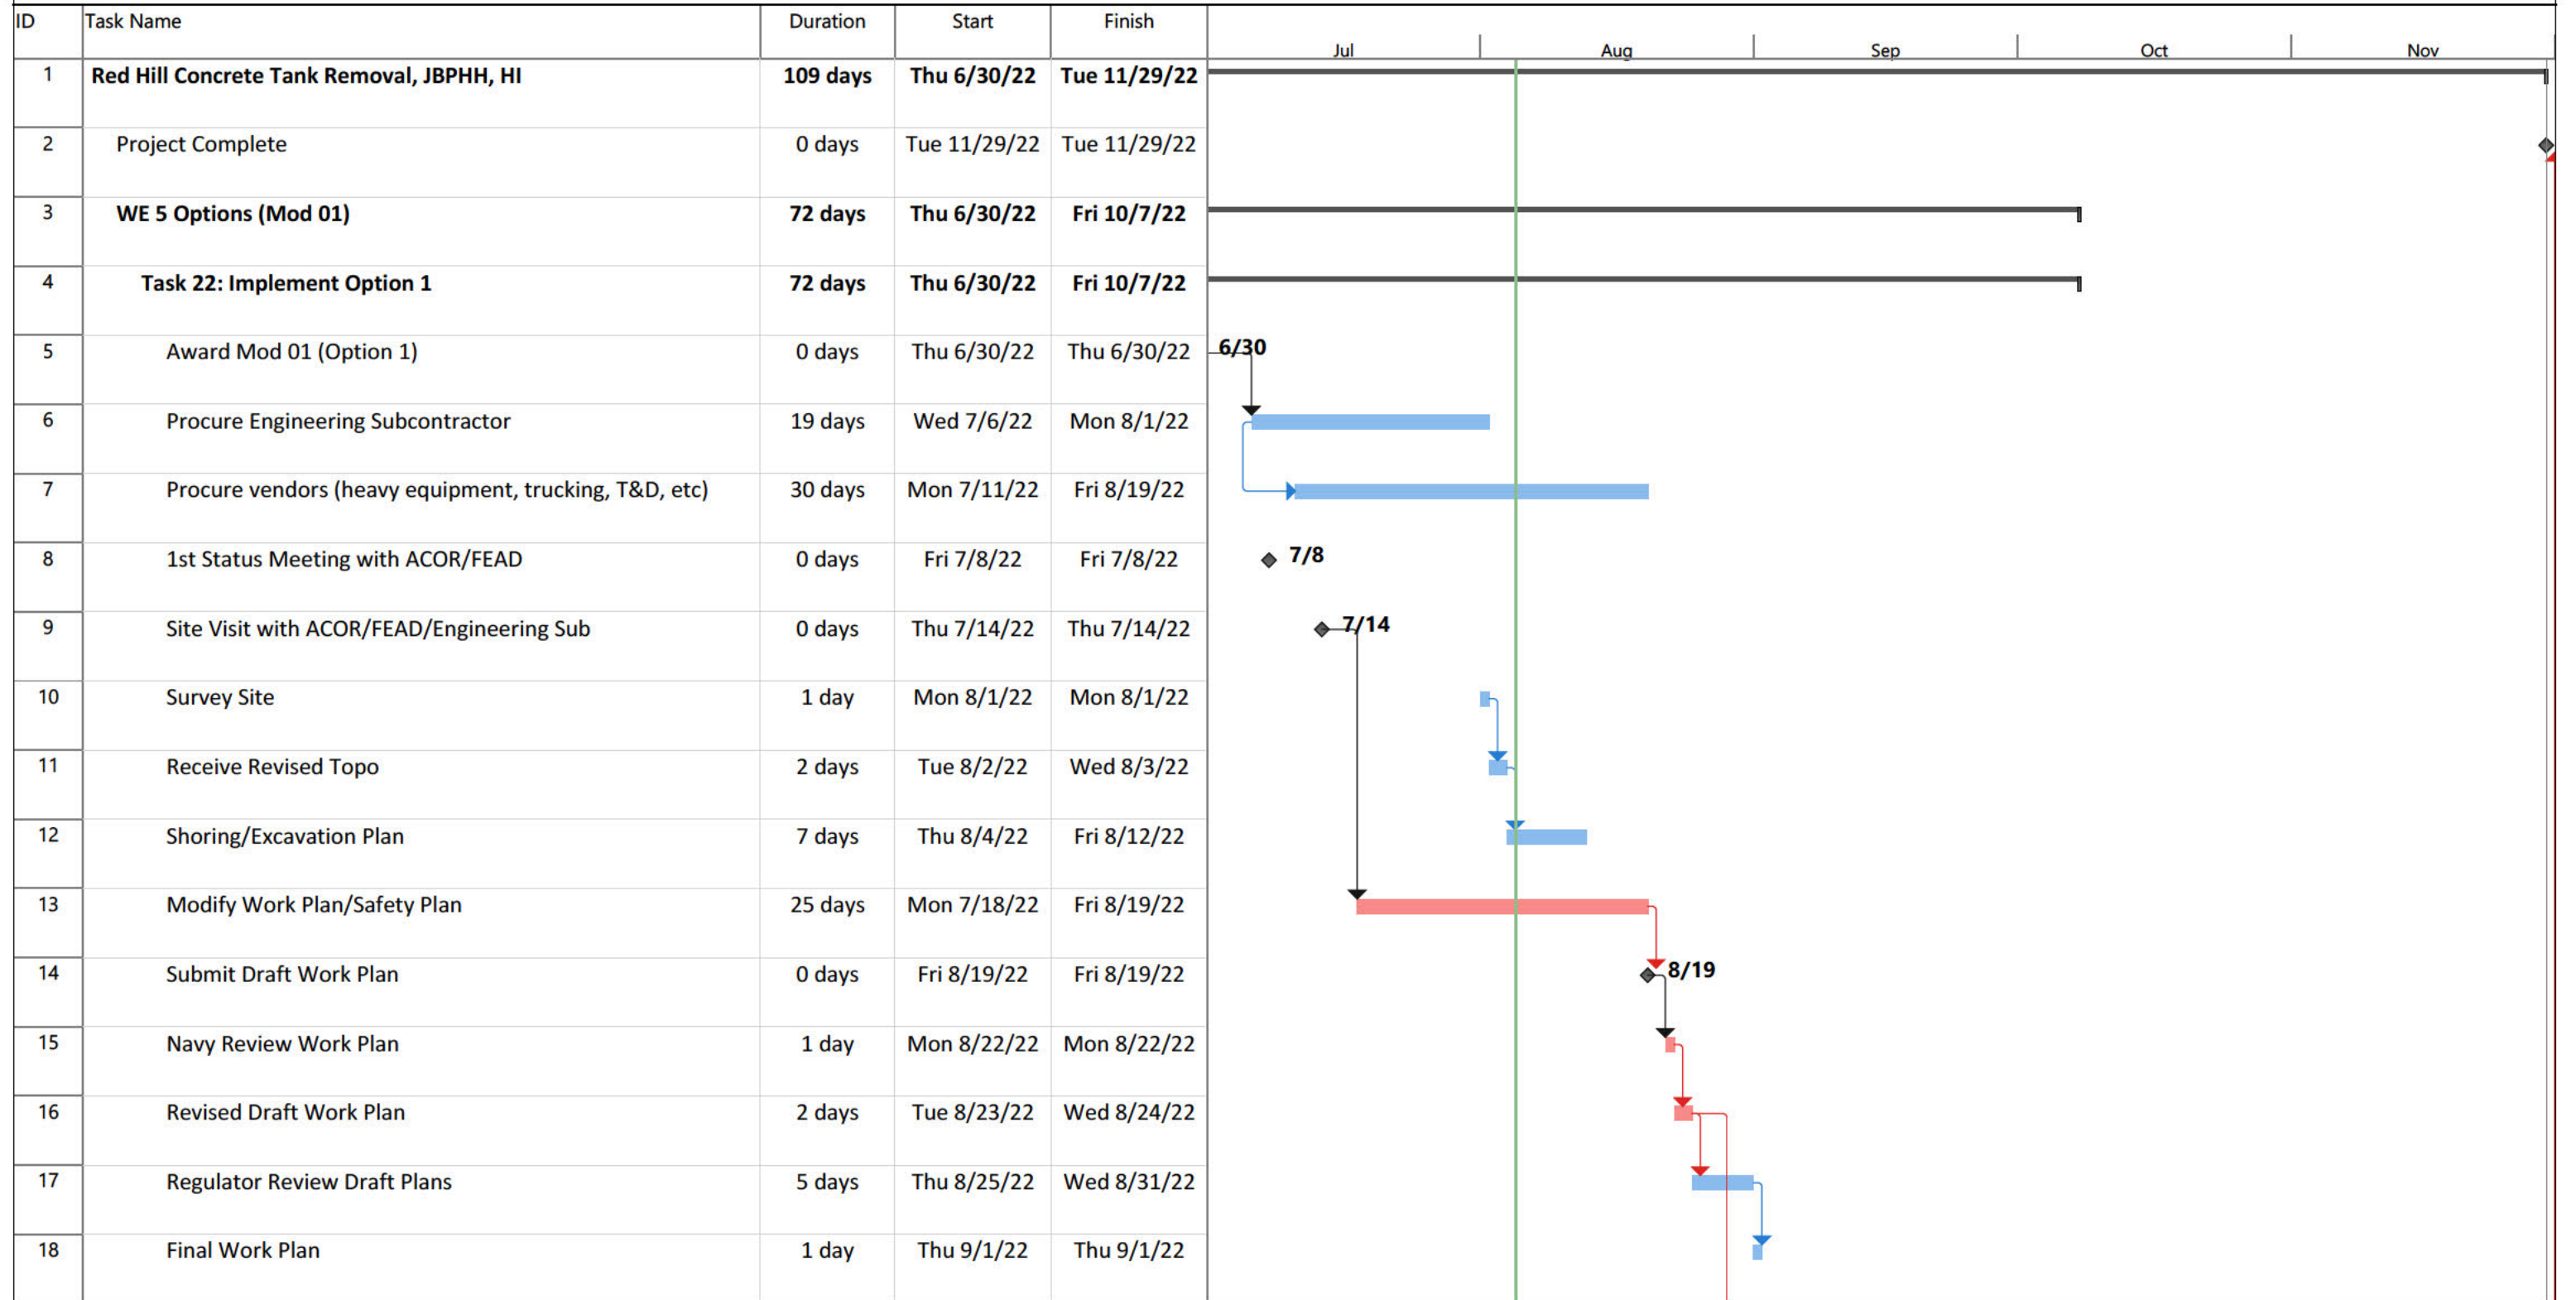 ID Task Name Duration Start Finish
Jul Aug Sep Oct Nov
1 Red Hill Concrete Tank Removal, JBPHH, HI 109 days Thu 6/30/22 Tue 11/29/22
2 Project Complete 0 days Tue 11/29/22 Tue 11/29/22
3 WE 5 Options (Mod 01) 72 days Thu 6/30/22 Fri 10/7/22
4 Task 22: Implement Option 1 72 days Thu 6/30/22 Fri 10/7/22
5 Award Mod 01 (Option 1) 0 days Thu 6/30/22 Thu 6/30/22 6/30
6 Procure Engineering Subcontractor 19 days Wed 7/6/22 Mon 8/1/22
7 Procure vendors (heavy equipment, trucking, T&D, etc) 30 days Mon 7/11/22 Fri 8/19/22
8 1st Status Meeting with ACOR/FEAD 0 days Fri 7/8/22 Fri 7/8/22 7/8
9 Site Visit with ACOR/FEAD/Engineering Sub 0 days Thu 7/14/22 Thu 7/14/22 7/14
10 Survey Site 1 day Mon 8/1/22 Mon 8/1/22
11 Receive Revised Topo 2 days Tue 8/2/22 Wed 8/3/22
12 Shoring/Excavation Plan 7 days Thu 8/4/22 Fri 8/12/22
13 Modify Work Plan/Safety Plan 25 days Mon 7/18/22 Fri 8/19/22
14 Submit Draft Work Plan 0 days Fri 8/19/22 Fri 8/19/22 8/19
15 Navy Review Work Plan 1 day Mon 8/22/22 Mon 8/22/22
16 Revised Draft Work Plan 2 days Tue 8/23/22 Wed 8/24/22
17 Regulator Review Draft Plans 5 days Thu 8/25/22 Wed 8/31/22
18 Final Work Plan 1 day Thu 9/1/22 Thu 9/1/22